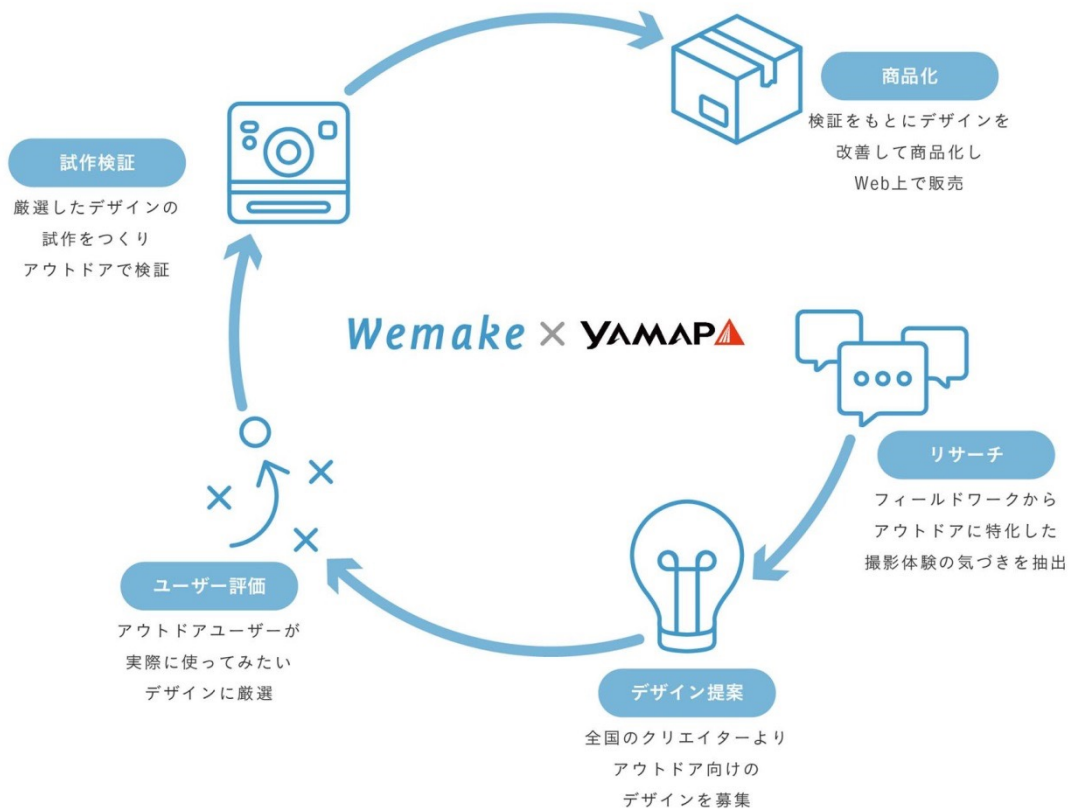 商品化
検証をもとにデザインを
改善して商品化し
Web上で販売
試作検証
厳選したデザインの
試作をつくり
アウトドアで検証
Wemake × YAMAP
リサーチ
フィールドワークから
アウトドアに特化した
撮影体験の気づきを抽出
ユーザー評価
アウトドアユーザーが
実際に使ってみたい
デザインに厳選
デザイン提案
全国のクリエイターより
アウトドア向けの
デザインを募集